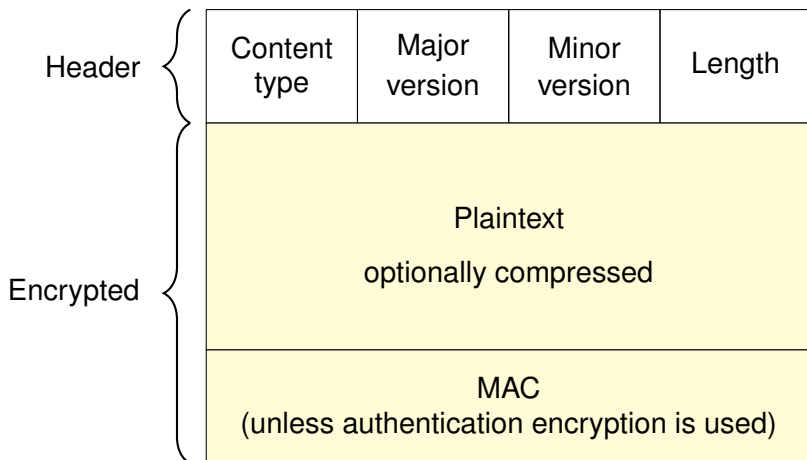 Header
Content
type
Major
version
Minor
version
Length
Encrypted
Plaintext
optionally compressed
MAC
(unless authentication encryption is used)